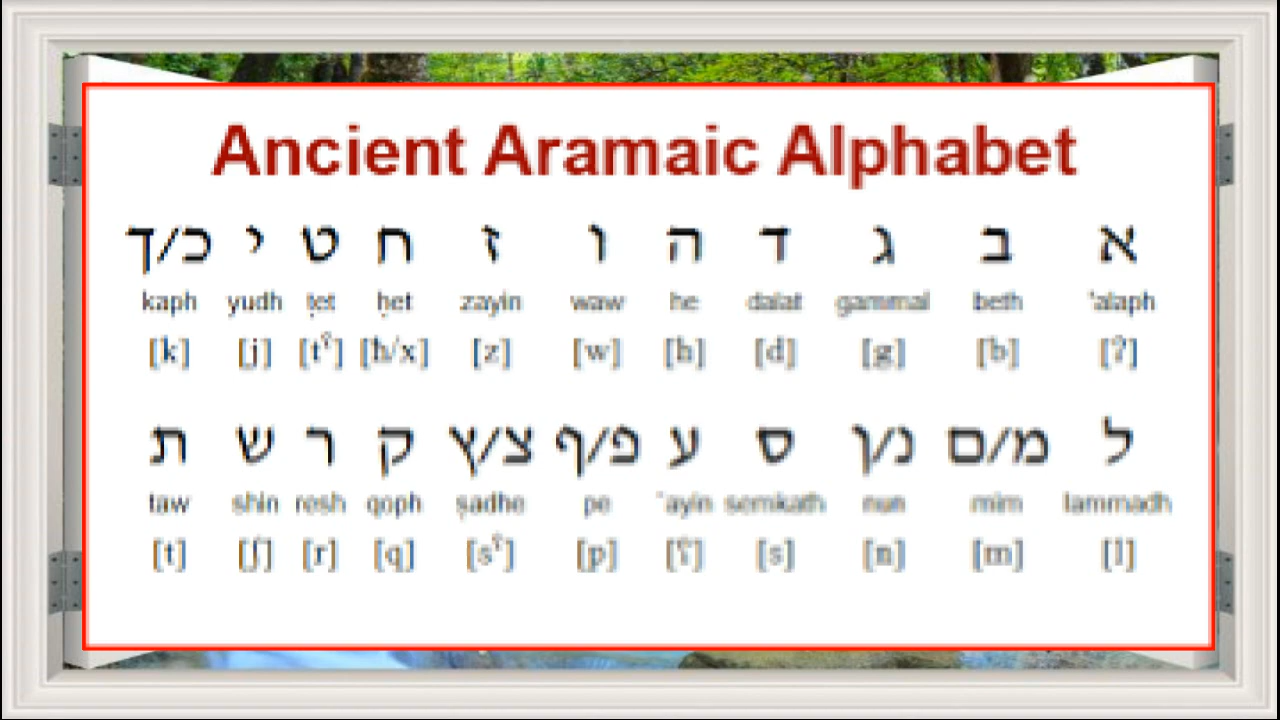 Ancient Aramaic Alphabet
א ב ג ד ה ו ז ח ט י כ/ך
kaph yudh ṭet ḥet zayin waw he dalat gammal beth 'alaph
[k] [j] [tˤ] [ħ/x] [z] [w] [h] [d] [g] [b] [ʔ]
ל מ/ם נ/ן ס ע פ/ף צ/ץ ק ר ש ת
taw shin resh qoph ṣadhe pe ʿayin semkath nun mim lammadh
[t] [ʃ] [r] [q] [sˤ] [p] [ʕ] [s] [n] [m] [l]